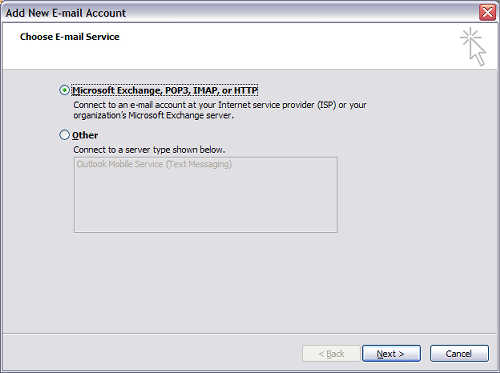 Add New E-mail Account
Choose E-mail Service
Microsoft Exchange, POP3, IMAP, or HTTP
Connect to an e-mail account at your Internet service provider (ISP) or your
organization's Microsoft Exchange server.
Other
Connect to a server type shown below.
Outlook Mobile Service (Text Messaging)
< Back
Next >
Cancel